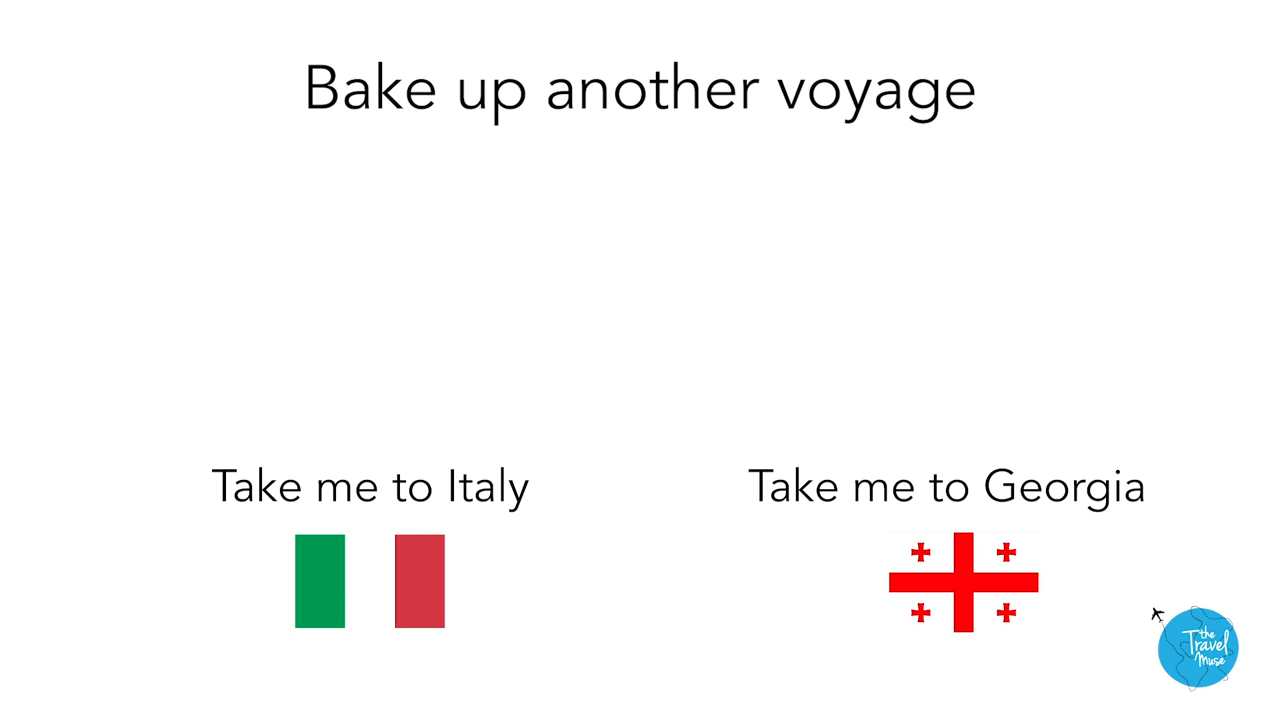 Bake up another voyage
Take me to Italy
Take me to Georgia
the
Travel
Muse